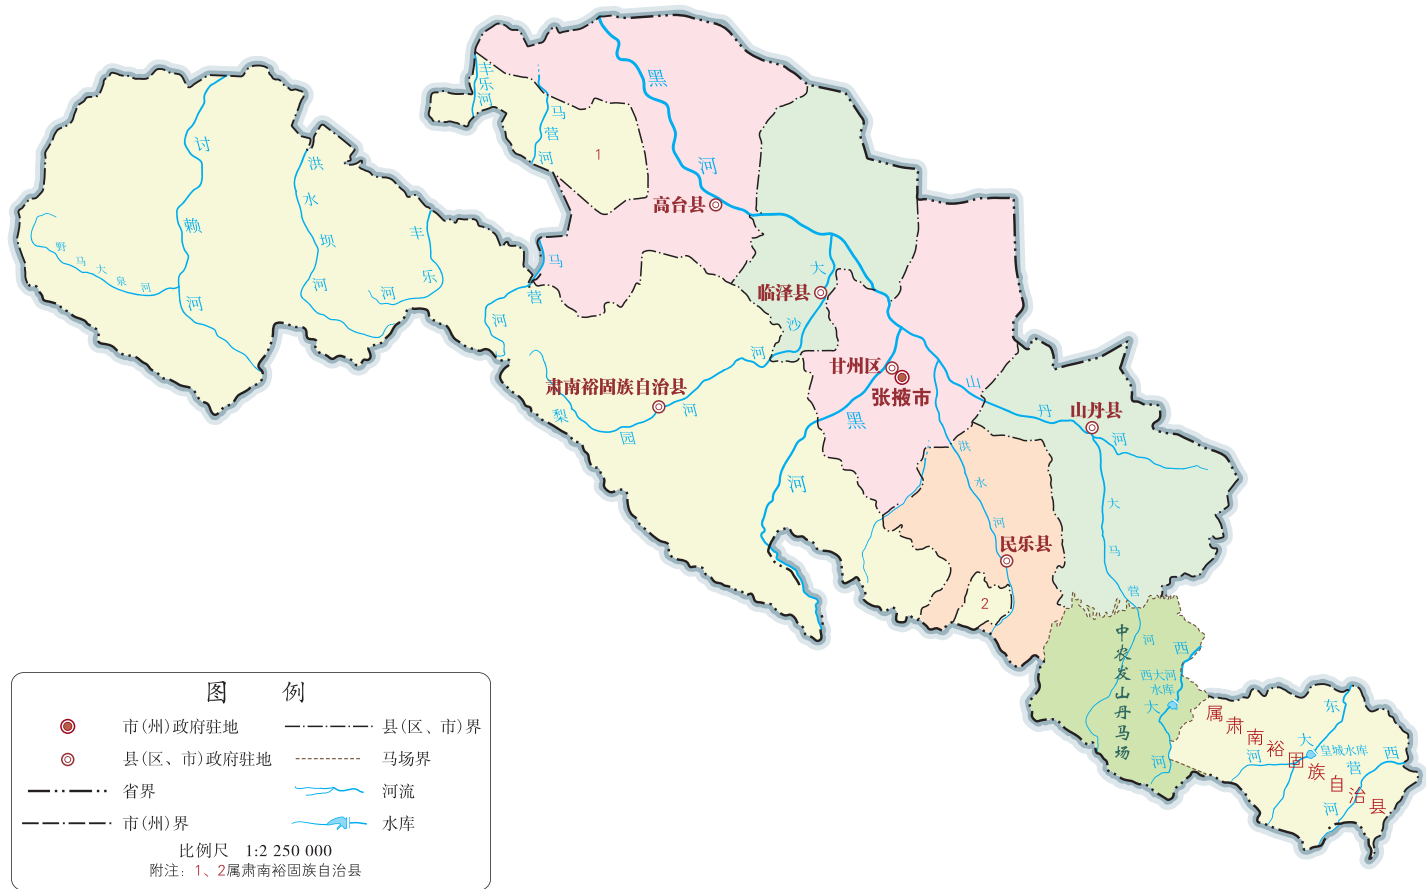 丰乐河
黑河
马营河
1
讨赖河
洪水坝河
丰乐河
野马大泉河
高台县
马营河
大沙河
临泽县
甘州区
张掖市
肃南裕固族自治县
梨园河
黑河
山丹河
山丹县
洪水河
民乐县
2
大马营河
中农发山丹马场
西大河
西大河
水库
属肃南裕固族自治县
东大河
皇城水库
西营河
图 例
市(州)政府驻地
县(区、市)界
县(区、市)政府驻地
马场界
省界
河流
市(州)界
水库
比例尺 1:2 250 000
附注: 1、2属肃南裕固族自治县